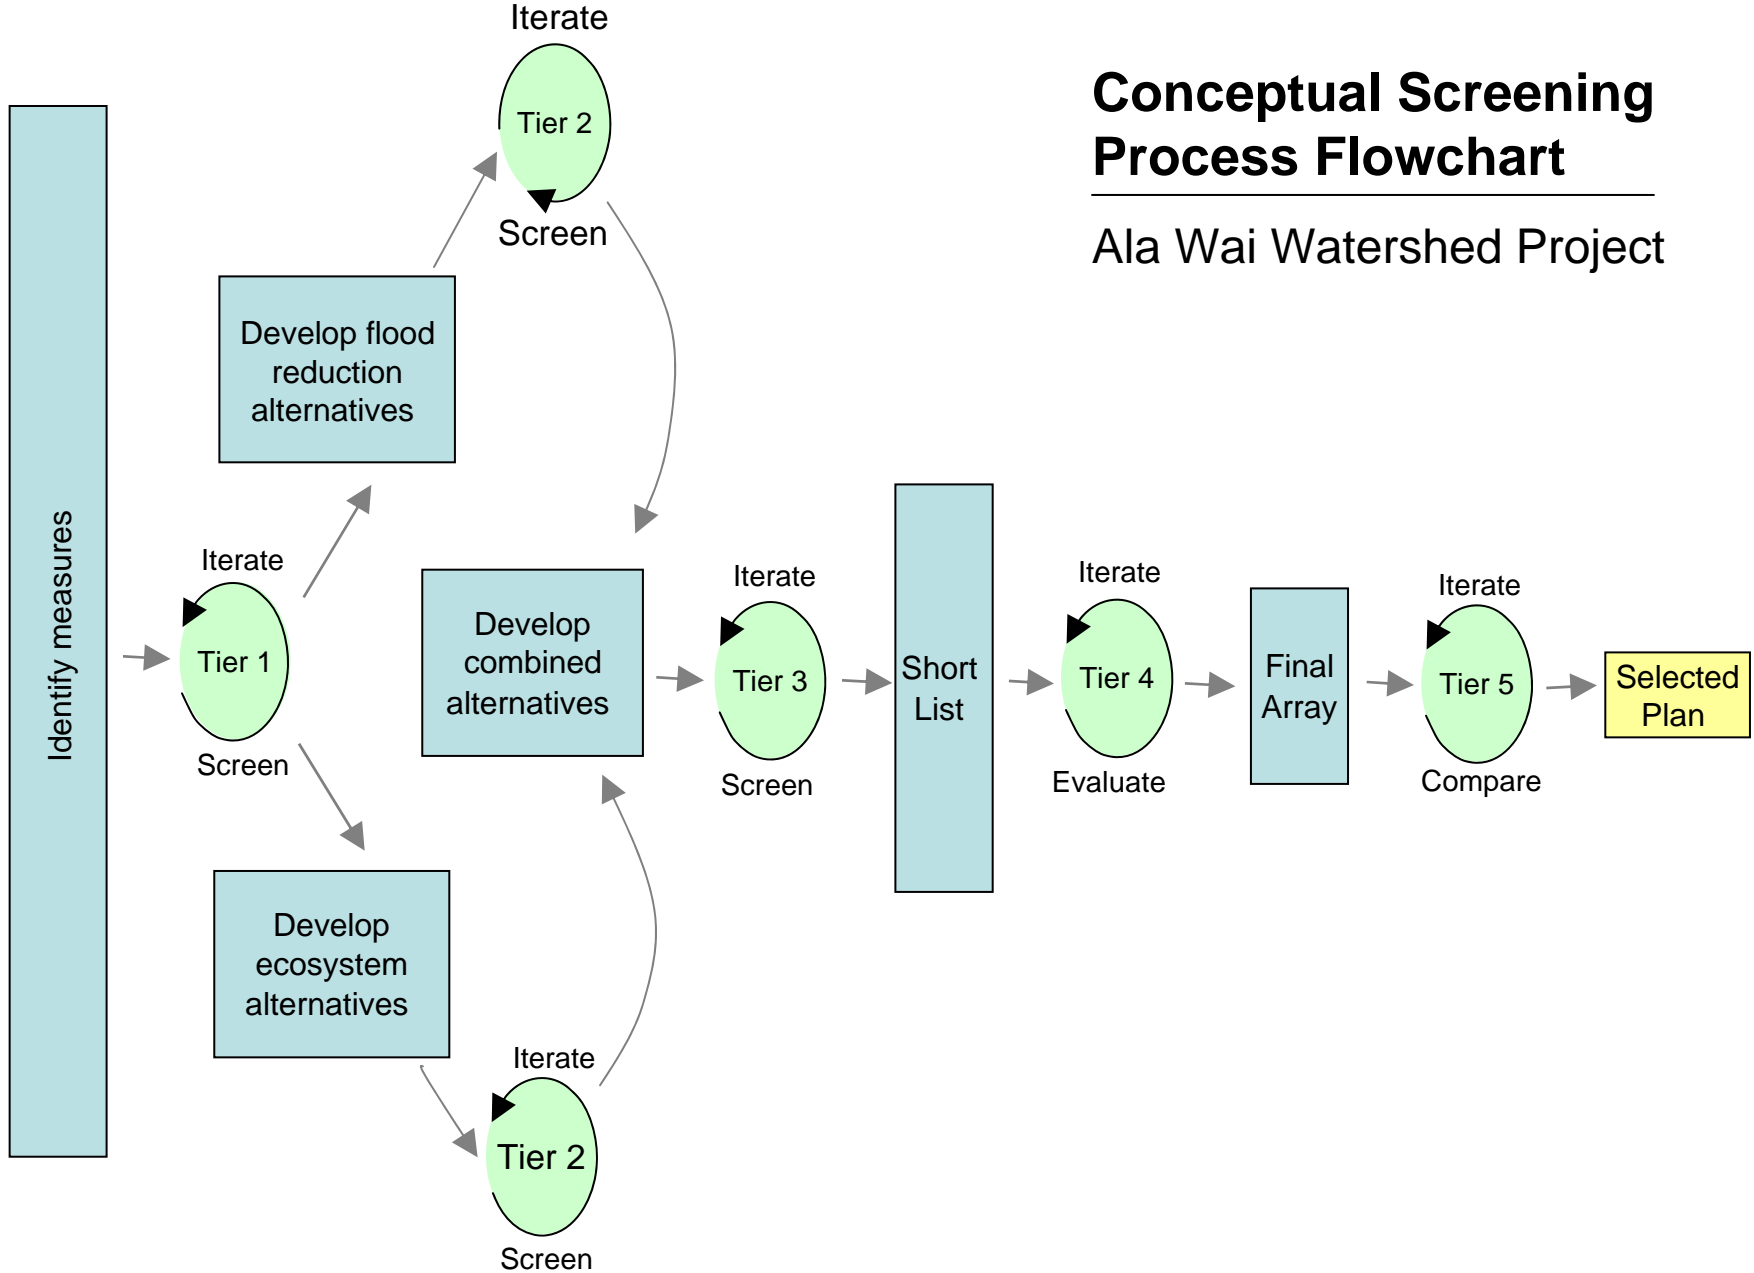 Conceptual Screening
Process Flowchart
Ala Wai Watershed Project
Identify measures
Iterate
Tier 1
Screen
Develop flood
reduction
alternatives
Iterate
Tier 2
Screen
Develop
ecosystem
alternatives
Iterate
Tier 2
Screen
Develop
combined
alternatives
Iterate
Tier 3
Screen
Short
List
Iterate
Tier 4
Evaluate
Final
Array
Iterate
Tier 5
Compare
Selected
Plan